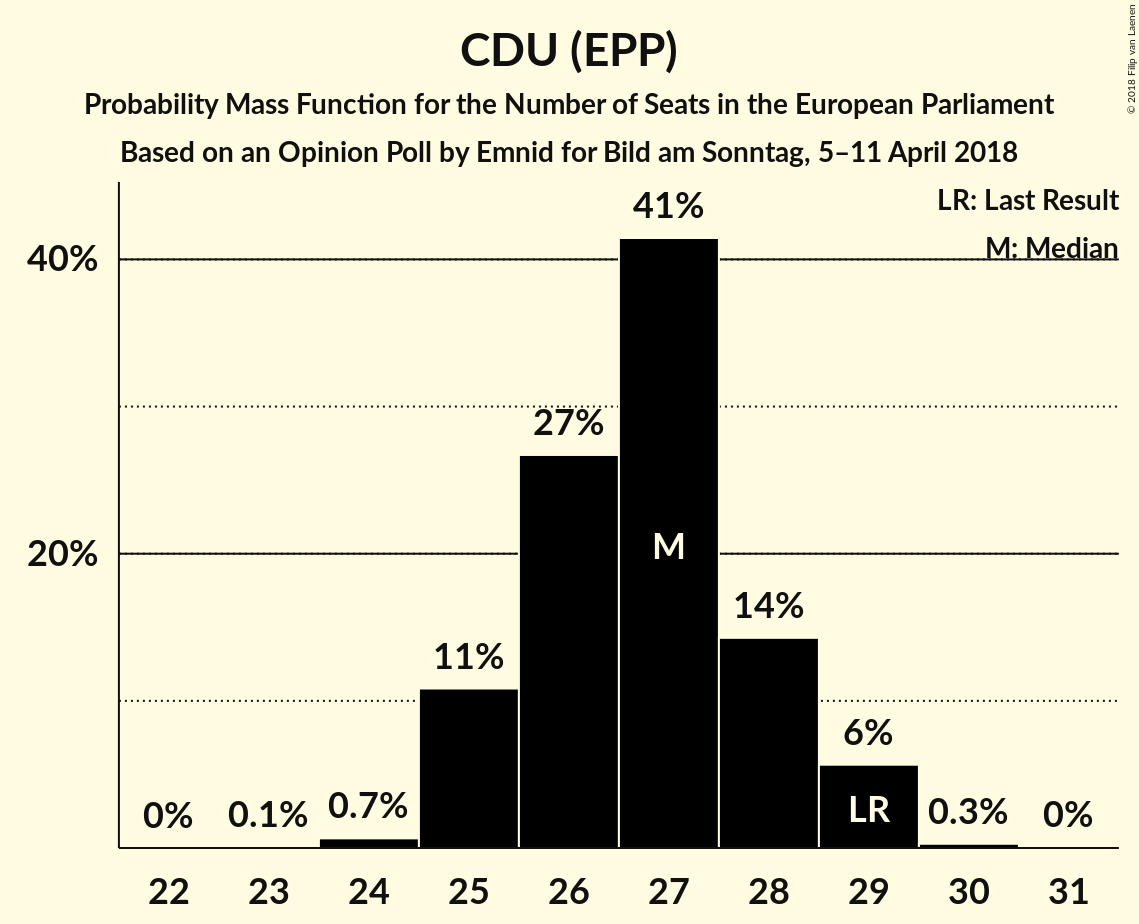 CDU (EPP)
Probability Mass Function for the Number of Seats in the European Parliament
Based on an Opinion Poll by Emnid for Bild am Sonntag, 5–11 April 2018
© 2018 Filip van Laenen
LR: Last Result
M: Median
40%
20%
0%
0.1%
0.7%
11%
27%
41%
M
14%
6%
LR
0.3%
0%
22 23 24 25 26 27 28 29 30 31